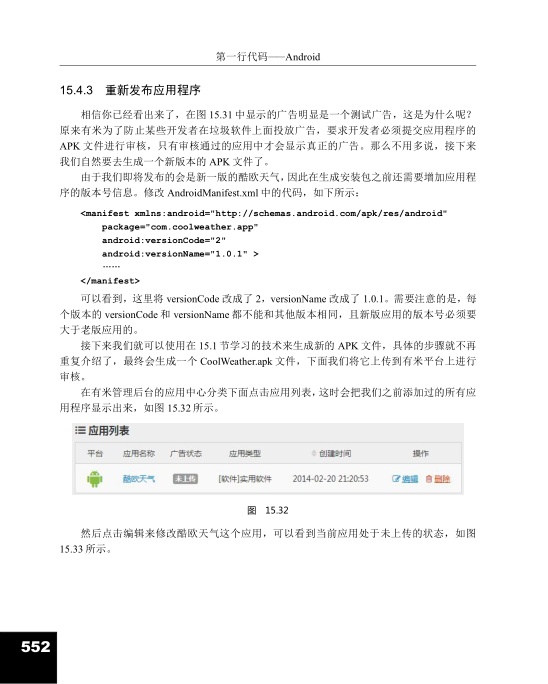 第一行代码——Android
15.4.3 重新发布应用程序
相信你已经看出来了，在图 15.31 中显示的广告明显是一个测试广告，这是为什么呢？
原来有米为了防止某些开发者在垃圾软件上面投放广告，要求开发者必须提交应用程序的
APK 文件进行审核，只有审核通过的应用中才会显示真正的广告。那么不用多说，接下来
我们自然要去生成一个新版本的 APK 文件了。
由于我们即将发布的会是新一版的酷欧天气，因此在生成安装包之前还需要增加应用程
序的版本号信息。修改 AndroidManifest.xml 中的代码，如下所示：
<manifest xmlns:android="http://schemas.android.com/apk/res/android"
package="com.coolweather.app"
android:versionCode="2"
android:versionName="1.0.1" >
……
</manifest>
可以看到，这里将 versionCode 改成了 2，versionName 改成了 1.0.1。需要注意的是，每
个版本的 versionCode 和 versionName 都不能和其他版本相同，且新版应用的版本号必须要
大于老版应用的。
接下来我们就可以使用在 15.1 节学习的技术来生成新的 APK 文件，具体的步骤就不再
重复介绍了，最终会生成一个 CoolWeather.apk 文件，下面我们将它上传到有米平台上进行
审核。
在有米管理后台的应用中心分类下面点击应用列表，这时会把我们之前添加过的所有应
用程序显示出来，如图 15.32 所示。
应用列表
平台 应用名称 广告状态 应用类型 创建时间 操作
酷欧天气 未上传 [软件]实用软件 2014-02-20 21:20:53 编辑 删除
图 15.32
然后点击编辑来修改酷欧天气这个应用，可以看到当前应用处于未上传的状态，如图
15.33 所示。
552